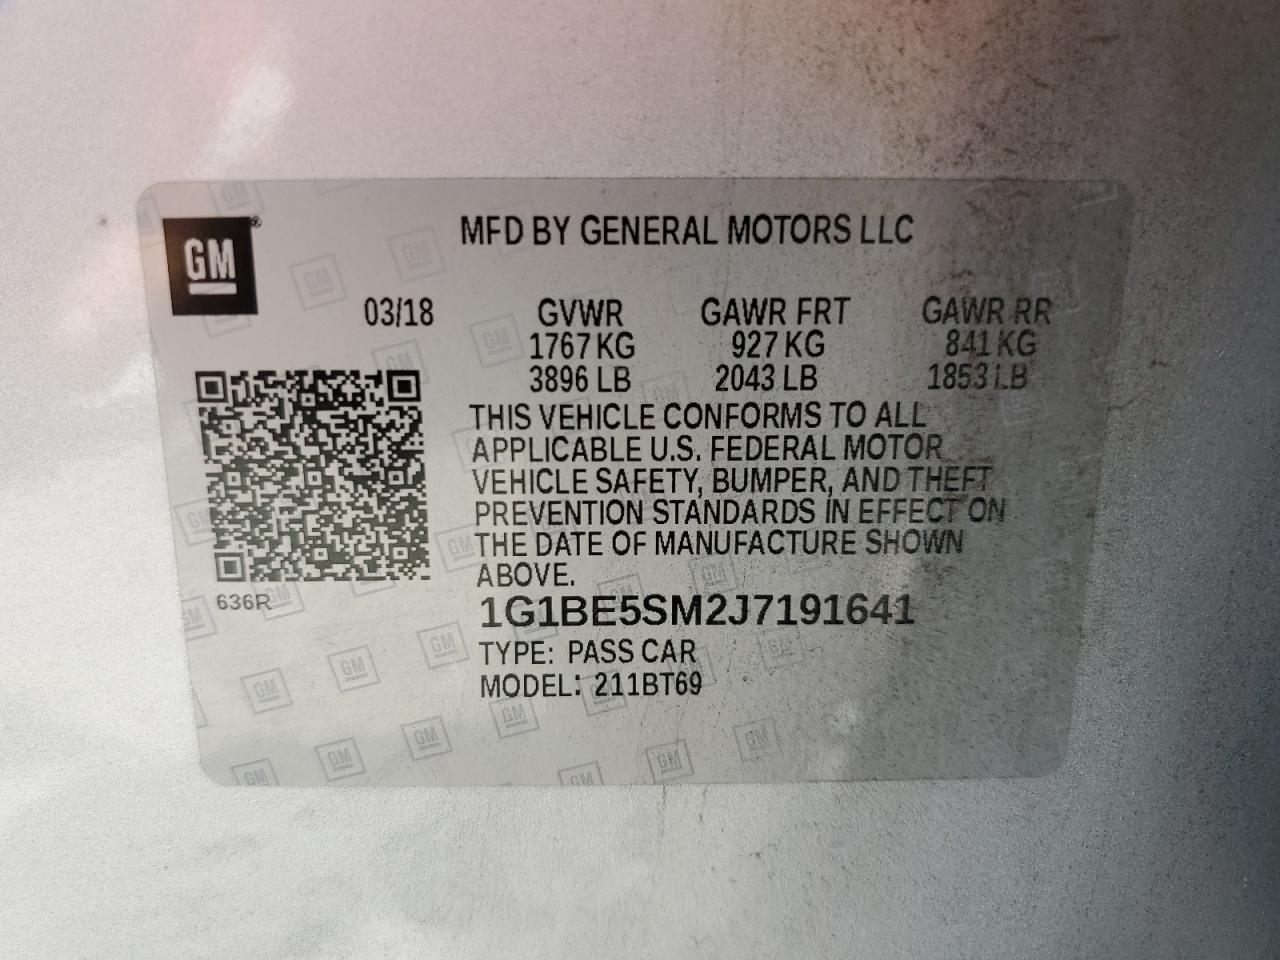 GM®
MFD BY GENERAL MOTORS LLC
03/18 GVWR GAWR FRT GAWR RR
1767 KG 927 KG 841 KG
3896 LB 2043 LB 1853 LB
THIS VEHICLE CONFORMS TO ALL
APPLICABLE U.S. FEDERAL MOTOR
VEHICLE SAFETY, BUMPER, AND THEFT
PREVENTION STANDARDS IN EFFECT ON
THE DATE OF MANUFACTURE SHOWN
ABOVE.
636R
1G1BE5SM2J7191641
TYPE: PASS CAR
MODEL: 211BT69